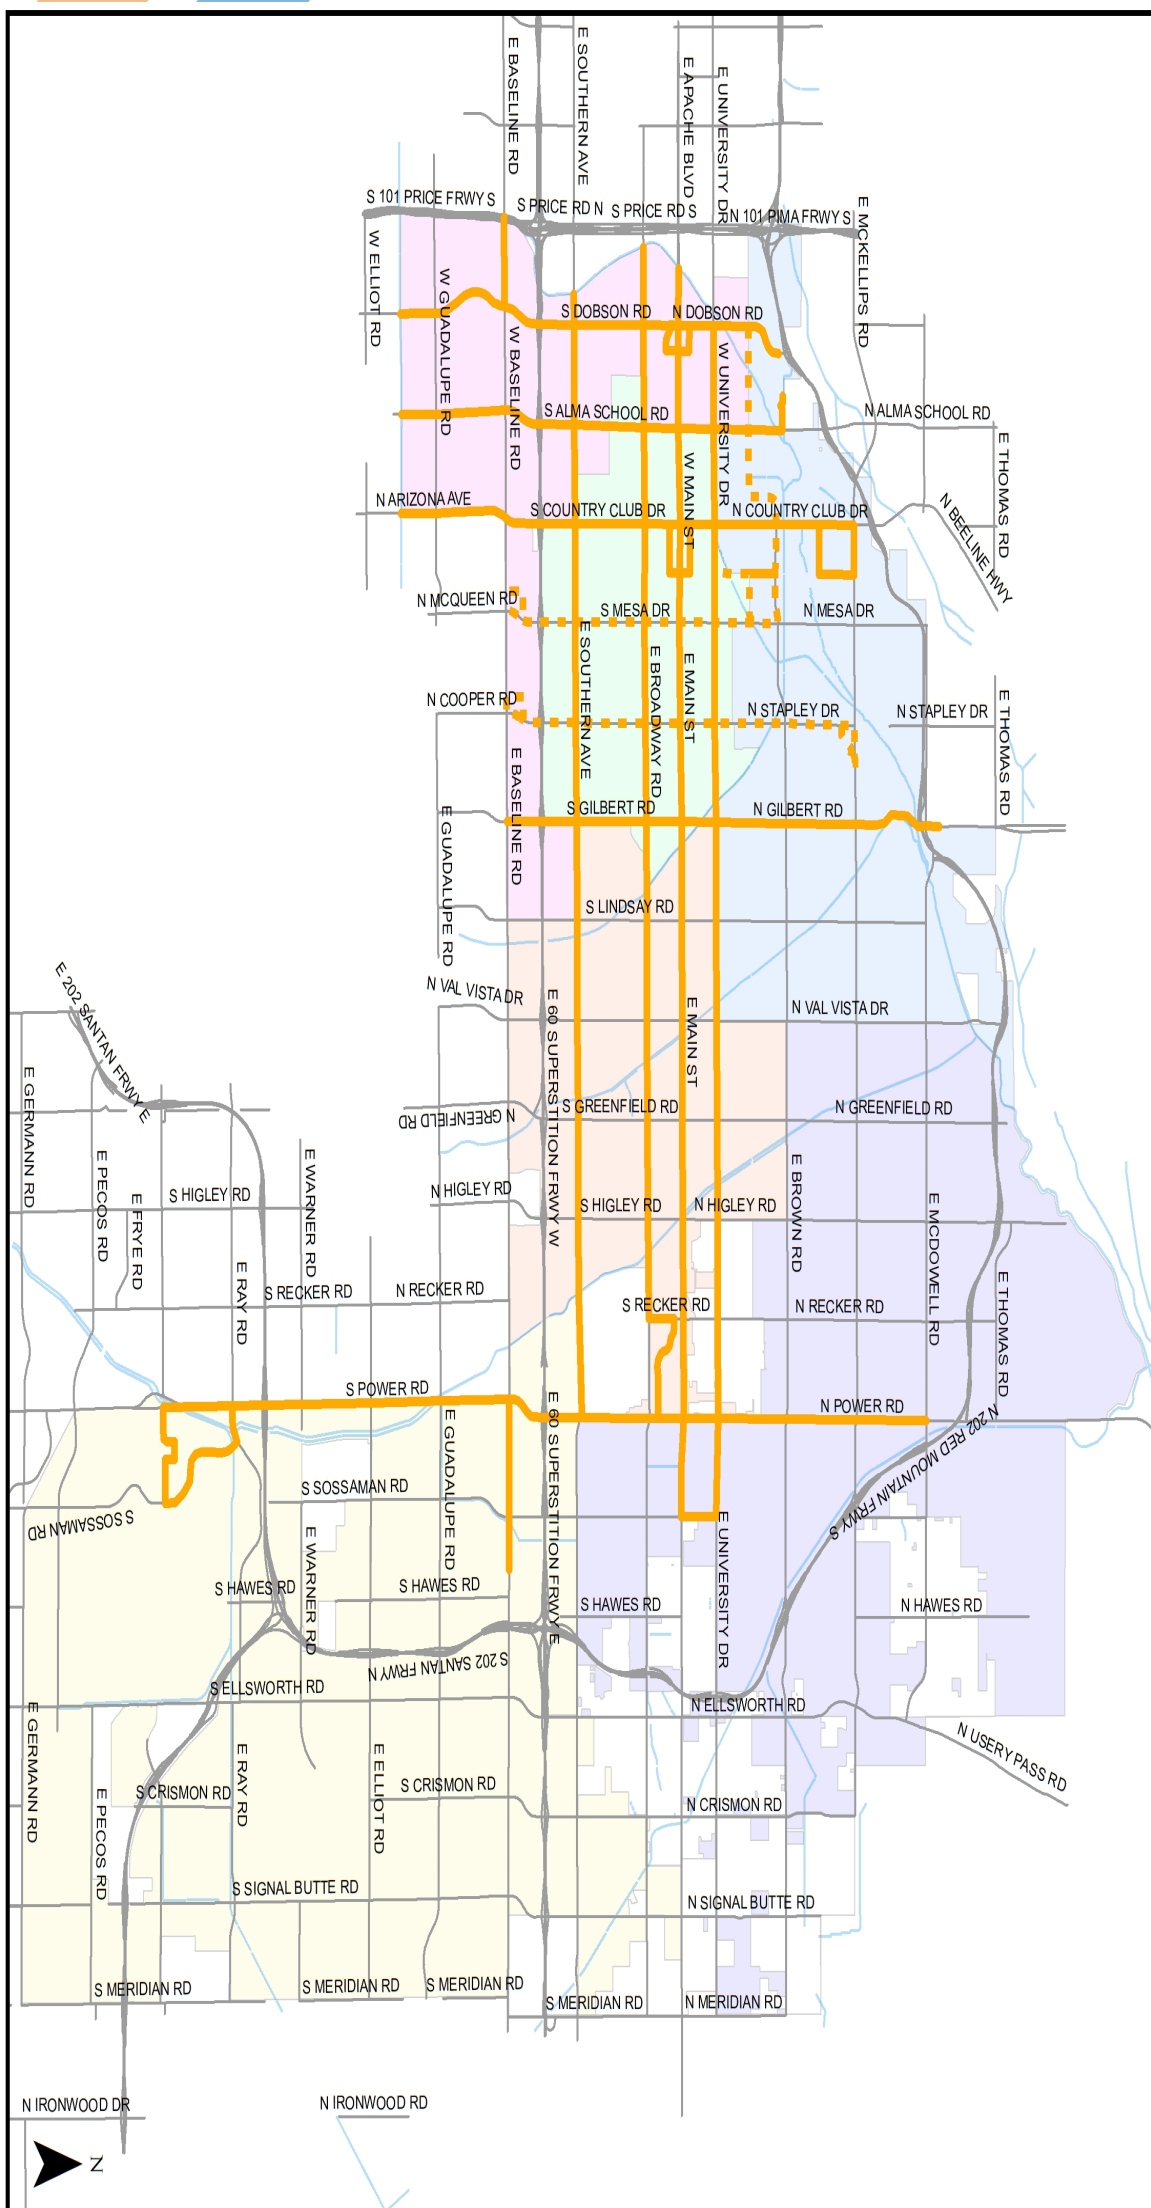 E BASELINE RD
E SOUTHERN AVE
E APACHE BLVD
E UNIVERSITY DR
S 101 PRICE FRWY S
S PRICE RD N
S PRICE RD S
N 101 PIMA FRWY S
E MCKELLIPS RD
W ELLIOT RD
W GUADALUPE RD
W BASELINE RD
S DOBSON RD
N DOBSON RD
W UNIVERSITY DR
S ALMA SCHOOL RD
N ALMA SCHOOL RD
E THOMAS RD
W MAIN ST
N ARIZONA AVE
S COUNTRY CLUB DR
N COUNTRY CLUB DR
N BEELINE HWY
N MCQUEEN RD
S MESA DR
N MESA DR
E SOUTHERN AVE
E BROADWAY RD
E MAIN ST
N COOPER RD
N STAPLEY DR
N STAPLEY DR
E THOMAS RD
E BASELINE RD
E GUADALUPE RD
S GILBERT RD
N GILBERT RD
S LINDSAY RD
E 202 SANTAN FRWY E
N VAL VISTA DR
N VAL VISTA DR
E 60 SUPERSTITION FRWY W
E MAIN ST
E GERMANN RD
N GREENFIELD RD
S GREENFIELD RD
N GREENFIELD RD
E PECOS RD
E FRYE RD
S HIGLEY RD
E WARNER RD
N HIGLEY RD
S HIGLEY RD
N HIGLEY RD
E BROWN RD
E MCDOWELL RD
E RAY RD
S RECKER RD
N RECKER RD
S RECKER RD
N RECKER RD
E THOMAS RD
S POWER RD
N POWER RD
E GUADALUPE RD
E 60 SUPERSTITION FRWY E
N 202 RED MOUNTAIN FRWY S
S SOSSAMAN RD
S SOSSAMAN RD
E WARNER RD
E UNIVERSITY DR
S HAWES RD
S HAWES RD
S HAWES RD
N HAWES RD
S 202 SANTAN FRWY N
S ELLSWORTH RD
N ELLSWORTH RD
N USERY PASS RD
E GERMANN RD
E PECOS RD
E RAY RD
E ELLIOT RD
S CRISMON RD
S CRISMON RD
N CRISMON RD
S SIGNAL BUTTE RD
N SIGNAL BUTTE RD
S MERIDIAN RD
S MERIDIAN RD
S MERIDIAN RD
S MERIDIAN RD
N MERIDIAN RD
N IRONWOOD DR
N IRONWOOD RD
N